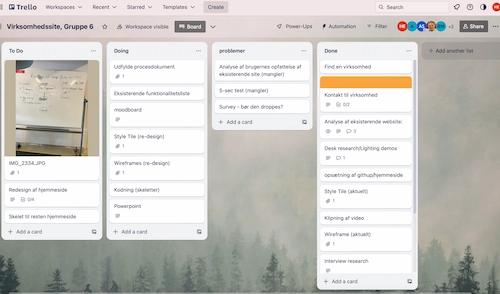 Trello
Workspaces
Recent
Starred
Templates
Create
Search
Virksomhedssite, Gruppe 6
Workspace visible
Board
Power-Ups
Automation
Filter
+2
Share
To Do
IMG_2334.JPG
1
Redesign af hjemmeside
0/4
Skelet til resten hjemmeside
Add a card
Doing
Udfylde procesdokument
1
Eksisterende funktionalitetsliste
moodboard
Style Tile (re-design)
1
Wireframes (re-design)
1
Kodning (skeletter)
Powerpoint
Add a card
problemer
Analyse af brugernes opfattelse af
eksisterende site (mangler)
5-sec test (mangler)
Survey - bør den droppes?
Add a card
Done
Find en virksomhed
Kontakt til virksomhed
0/2
Analyse af eksisterende website:
3
Desk research/Lighting demos
1
opsætning af githup/hjemmeside
Style Tile (aktuelt)
1
Klipning af video
Wireframe (aktuelt)
1
Interview research
Add a card
Add another list